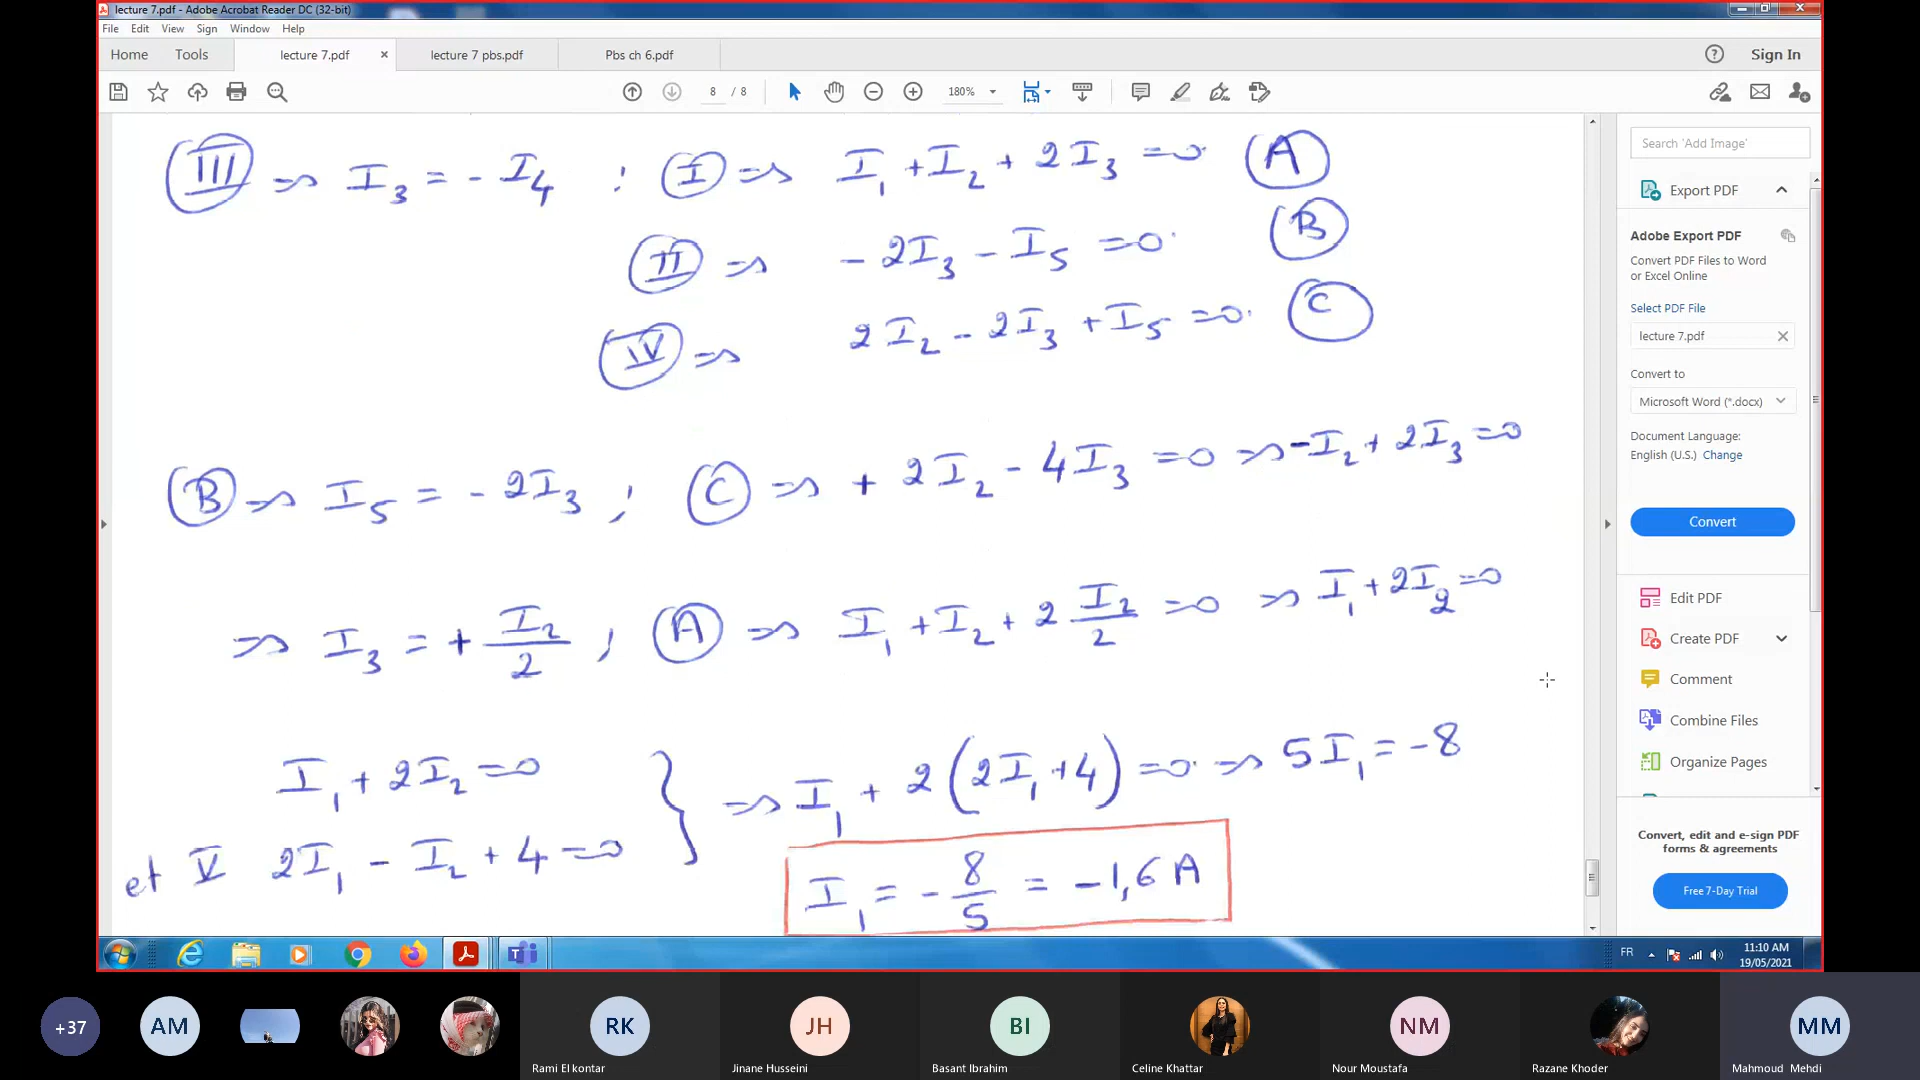 lecture 7.pdf - Adobe Acrobat Reader DC (32-bit)
File Edit View Sign Window Help
Home Tools lecture 7.pdf × lecture 7 pbs.pdf Pbs ch 6.pdf Sign In
8 / 8 180%
III => I₃ = - I₄ ; I => I₁ + I₂ + 2I₃ = 0 A
II => - 2I₃ - I₅ = 0 B
IV => 2I₂ - 2I₃ + I₅ = 0 C
B => I₅ = - 2I₃ ; C => + 2I₂ - 4I₃ = 0 => -I₂ + 2I₃ = 0
=> I₃ = + I₂/2 ; A => I₁ + I₂ + 2 I₂/2 = 0 => I₁ + 2I₂ = 0
I₁ + 2I₂ = 0 } => I₁ + 2(2I₁ + 4) = 0 => 5I₁ = -8
et V 2I₁ - I₂ + 4 = 0
I₁ = - 8/5 = -1,6 A
Search 'Add Image'
Export PDF
Adobe Export PDF
Convert PDF Files to Word
or Excel Online
Select PDF File
lecture 7.pdf
Convert to
Microsoft Word (*.docx)
Document Language:
English (U.S.) Change
Convert
Edit PDF
Create PDF
Comment
Combine Files
Organize Pages
Convert, edit and e-sign PDF
forms & agreements
Free 7-Day Trial
FR 11:10 AM
19/05/2021
+37 AM RK JH BI NM MM
Rami El kontar Jinane Husseini Basant Ibrahim Celine Khattar Nour Moustafa Razane Khoder Mahmoud Mehdi